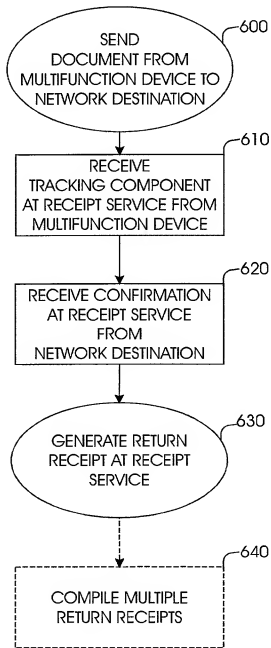 600
SEND
DOCUMENT FROM
MULTIFUNCTION DEVICE TO
NETWORK DESTINATION
610
RECEIVE
TRACKING COMPONENT
AT RECEIPT SERVICE FROM
MULTIFUNCTION DEVICE
620
RECEIVE CONFIRMATION
AT RECEIPT SERVICE
FROM
NETWORK DESTINATION
630
GENERATE RETURN
RECEIPT AT RECEIPT
SERVICE
640
COMPILE MULTIPLE
RETURN RECEIPTS